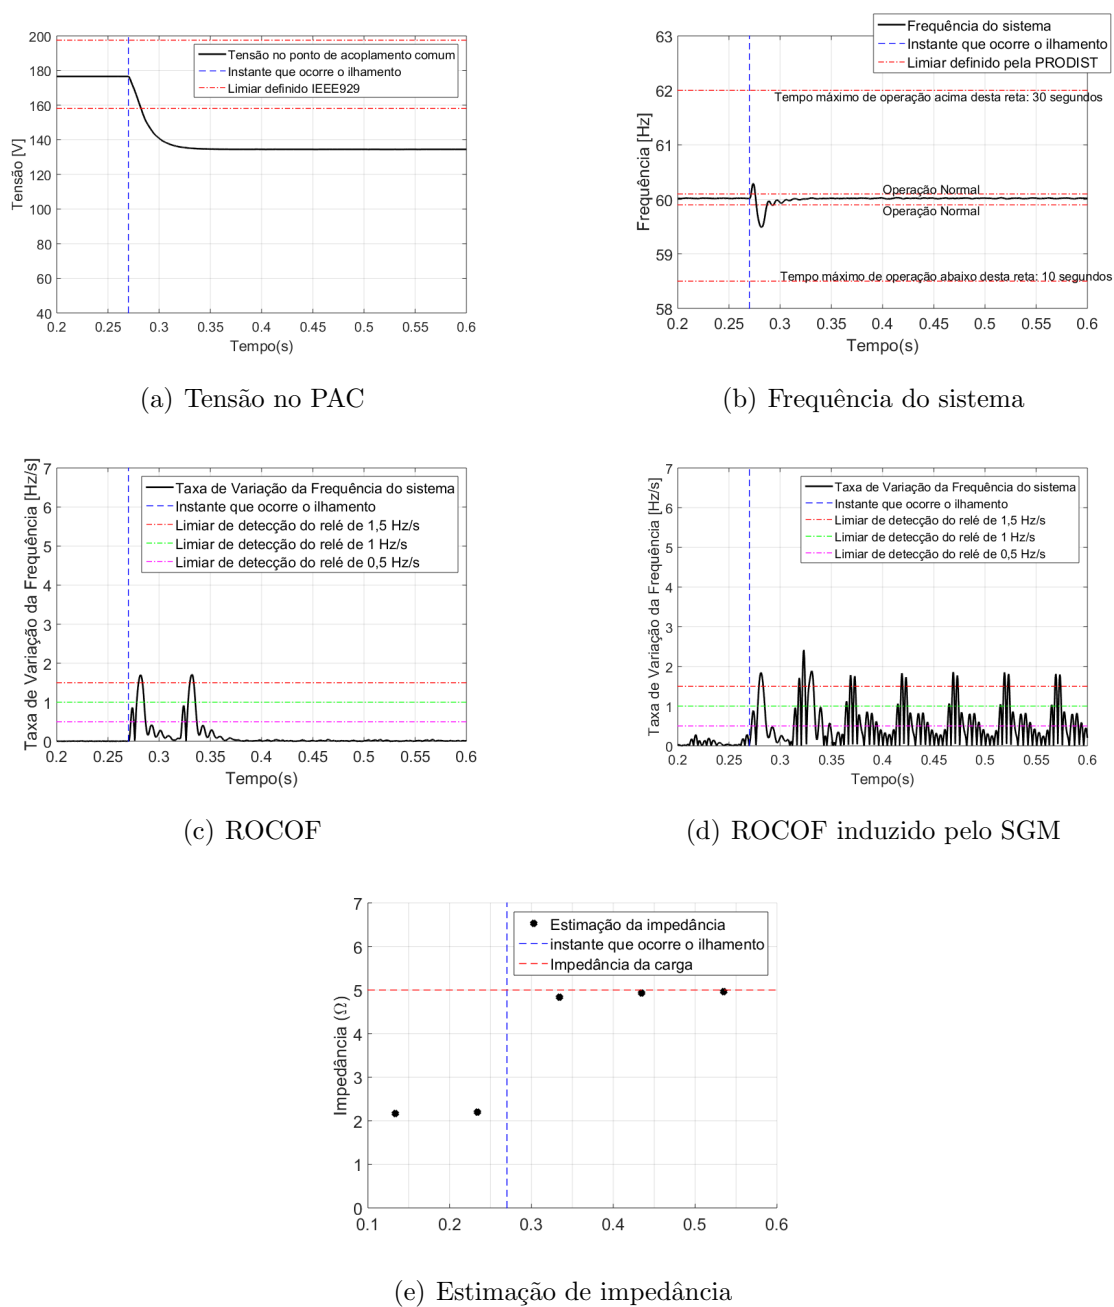 200
180
160
140
120
100
80
60
40
0.2
0.25
0.3
0.35
0.4
0.45
0.5
0.55
0.6
Tensão [V]
Tempo(s)
Tensão no ponto de acoplamento comum
Instante que ocorre o ilhamento
Limiar definido IEEE929
(a) Tensão no PAC
63
62
61
60
59
58
0.2
0.25
0.3
0.35
0.4
0.45
0.5
0.55
0.6
Frequência [Hz]
Tempo(s)
Frequência do sistema
Instante que ocorre o ilhamento
Limiar definido pela PRODIST
Tempo máximo de operação acima desta reta: 30 segundos
Operação Normal
Operação Normal
Tempo máximo de operação abaixo desta reta: 10 segundos
(b) Frequência do sistema
7
6
5
4
3
2
1
0
0.2
0.25
0.3
0.35
0.4
0.45
0.5
0.55
0.6
Taxa de Variação da Frequência [Hz/s]
Tempo(s)
Taxa de Variação da Frequência do sistema
Instante que ocorre o ilhamento
Limiar de detecção do relé de 1,5 Hz/s
Limiar de detecção do relé de 1 Hz/s
Limiar de detecção do relé de 0,5 Hz/s
(c) ROCOF
7
6
5
4
3
2
1
0
0.2
0.25
0.3
0.35
0.4
0.45
0.5
0.55
0.6
Taxa de Variação da Frequência [Hz/s]
Tempo(s)
Taxa de Variação da Frequência do sistema
Instante que ocorre o ilhamento
Limiar de detecção do relé de 1,5 Hz/s
Limiar de detecção do relé de 1 Hz/s
Limiar de detecção do relé de 0,5 Hz/s
(d) ROCOF induzido pelo SGM
7
6
5
4
3
2
1
0
0.1
0.2
0.3
0.4
0.5
0.6
Impedância (Ω)
Estimação da impedância
instante que ocorre o ilhamento
Impedância da carga
(e) Estimação de impedância